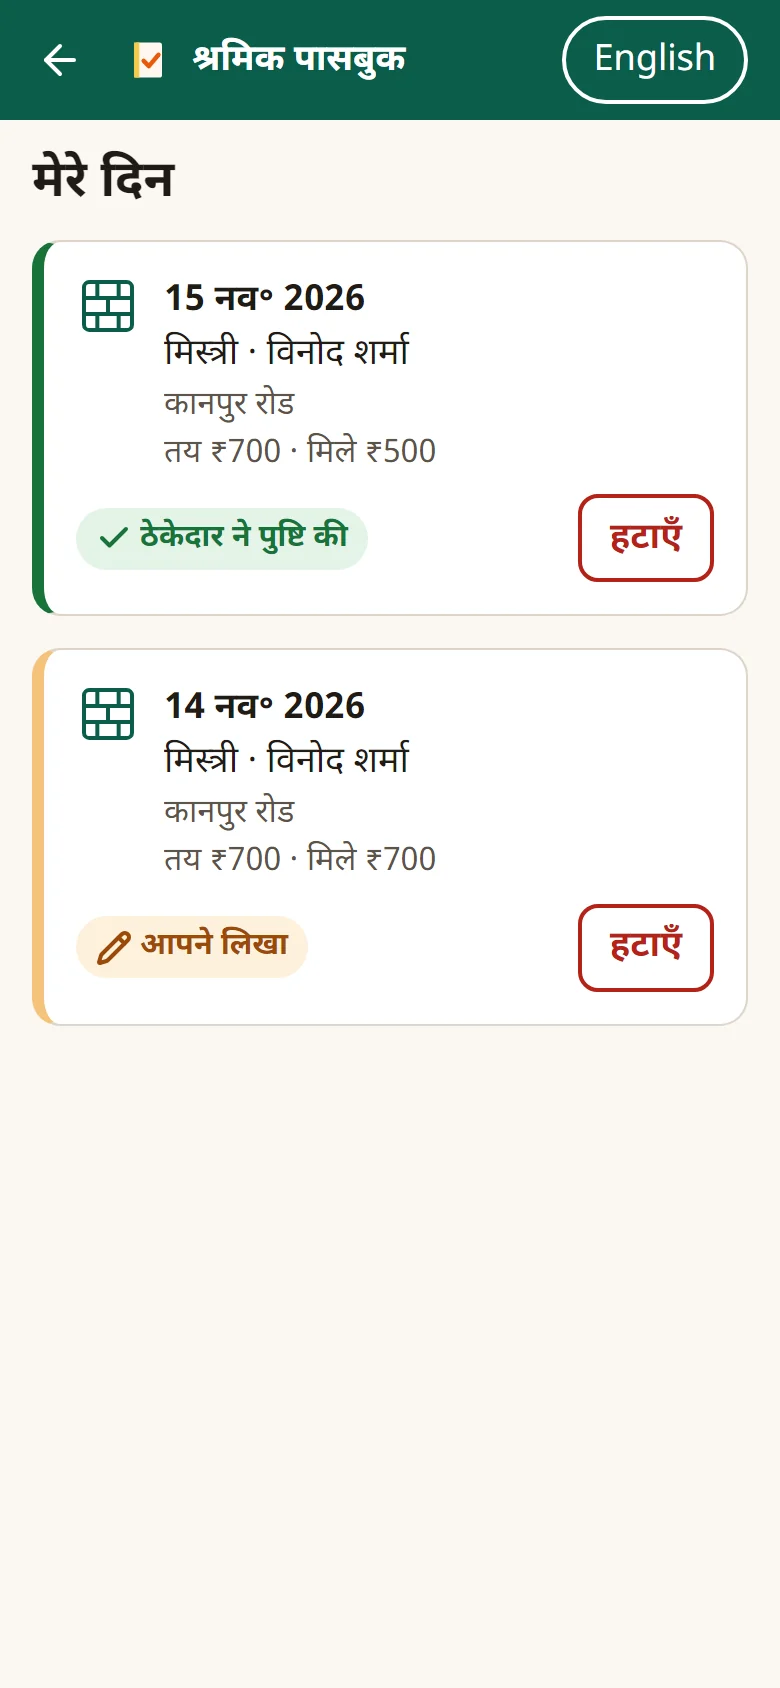 श्रमिक पासबुक
English
मेरे दिन
15 नव॰ 2026
मिस्त्री · विनोद शर्मा
कानपुर रोड
तय ₹700 · मिले ₹500
ठेकेदार ने पुष्टि की
हटाएँ
14 नव॰ 2026
मिस्त्री · विनोद शर्मा
कानपुर रोड
तय ₹700 · मिले ₹700
आपने लिखा
हटाएँ